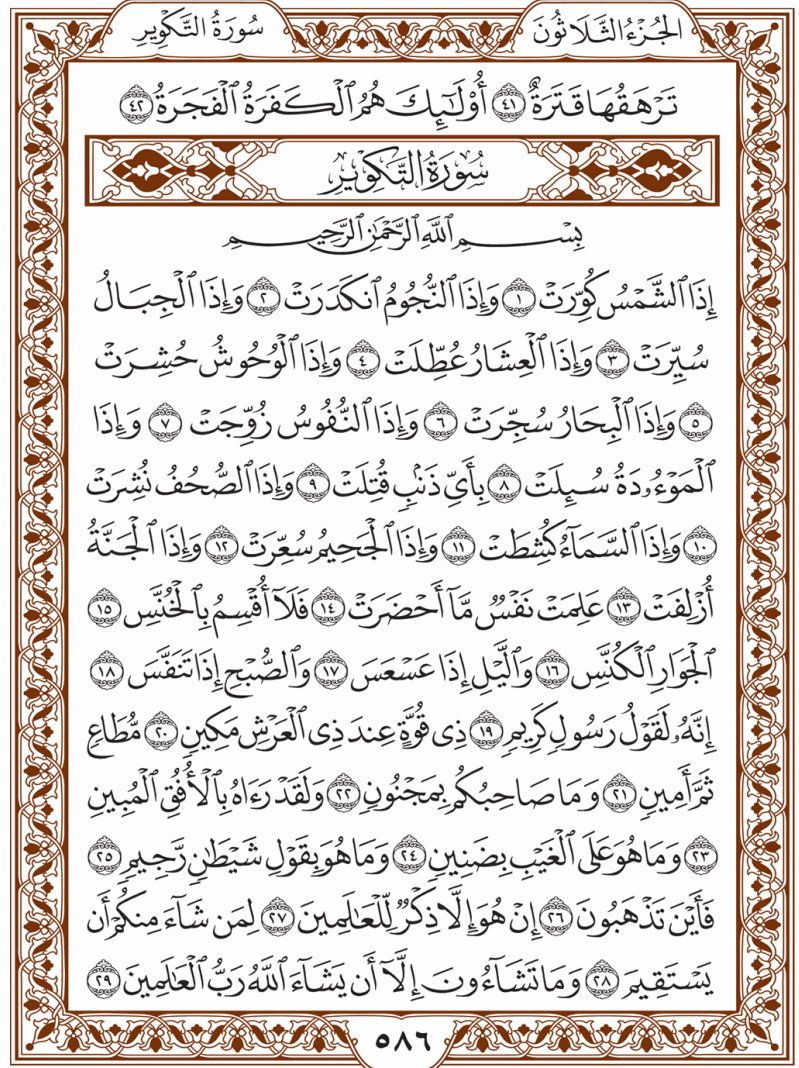 الجُزْءُ الثَّلَاثُونَ سُورَةُ التَّكْوِيرِ
تَرْهَقُهَا قَتَرَةٌ ٤١ أُوْلَٰٓئِكَ هُمُ ٱلْكَفَرَةُ ٱلْفَجَرَةُ ٤٢
سُورَةُ التَّكْوِيرِ
بِسْمِ ٱللَّهِ ٱلرَّحْمَٰنِ ٱلرَّحِيمِ
إِذَا ٱلشَّمْسُ كُوِّرَتْ ١ وَإِذَا ٱلنُّجُومُ ٱنكَدَرَتْ ٢ وَإِذَا ٱلْجِبَالُ
سُيِّرَتْ ٣ وَإِذَا ٱلْعِشَارُ عُطِّلَتْ ٤ وَإِذَا ٱلْوُحُوشُ حُشِرَتْ
٥ وَإِذَا ٱلْبِحَارُ سُجِّرَتْ ٦ وَإِذَا ٱلنُّفُوسُ زُوِّجَتْ ٧ وَإِذَا
ٱلْمَوْءُۥدَةُ سُئِلَتْ ٨ بِأَيِّ ذَنۢبٍ قُتِلَتْ ٩ وَإِذَا ٱلصُّحُفُ نُشِرَتْ
١٠ وَإِذَا ٱلسَّمَآءُ كُشِطَتْ ١١ وَإِذَا ٱلْجَحِيمُ سُعِّرَتْ ١٢ وَإِذَا ٱلْجَنَّةُ
أُزْلِفَتْ ١٣ عَلِمَتْ نَفْسٌ مَّآ أَحْضَرَتْ ١٤ فَلَآ أُقْسِمُ بِٱلْخُنَّسِ ١٥
ٱلْجَوَارِ ٱلْكُنَّسِ ١٦ وَٱلَّيْلِ إِذَا عَسْعَسَ ١٧ وَٱلصُّبْحِ إِذَا تَنَفَّسَ ١٨
إِنَّهُۥ لَقَوْلُ رَسُولٍ كَرِيمٍ ١٩ ذِي قُوَّةٍ عِندَ ذِي ٱلْعَرْشِ مَكِينٍ ٢٠ مُّطَاعٍ
ثَمَّ أَمِينٍ ٢١ وَمَا صَاحِبُكُم بِمَجْنُونٍ ٢٢ وَلَقَدْ رَءَاهُ بِٱلْأُفُقِ ٱلْمُبِينِ
٢٣ وَمَا هُوَ عَلَى ٱلْغَيْبِ بِضَنِينٍ ٢٤ وَمَا هُوَ بِقَوْلِ شَيْطَٰنٍ رَّجِيمٍ ٢٥
فَأَيْنَ تَذْهَبُونَ ٢٦ إِنْ هُوَ إِلَّا ذِكْرٌ لِّلْعَٰلَمِينَ ٢٧ لِمَن شَآءَ مِنكُمْ أَن
يَسْتَقِيمَ ٢٨ وَمَا تَشَآءُونَ إِلَّآ أَن يَشَآءَ ٱللَّهُ رَبُّ ٱلْعَٰلَمِينَ ٢٩
٥٨٦